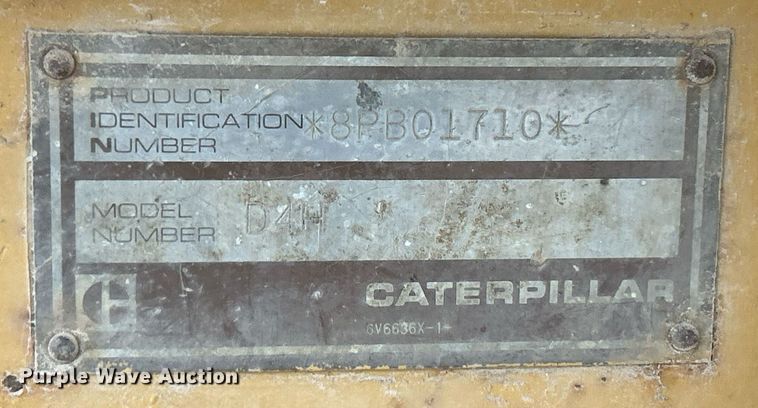 PRODUCT
IDENTIFICATION *8PB01710*
NUMBER
MODEL
NUMBER D4H
CATERPILLAR
6V6636X-1
Purple Wave Auction